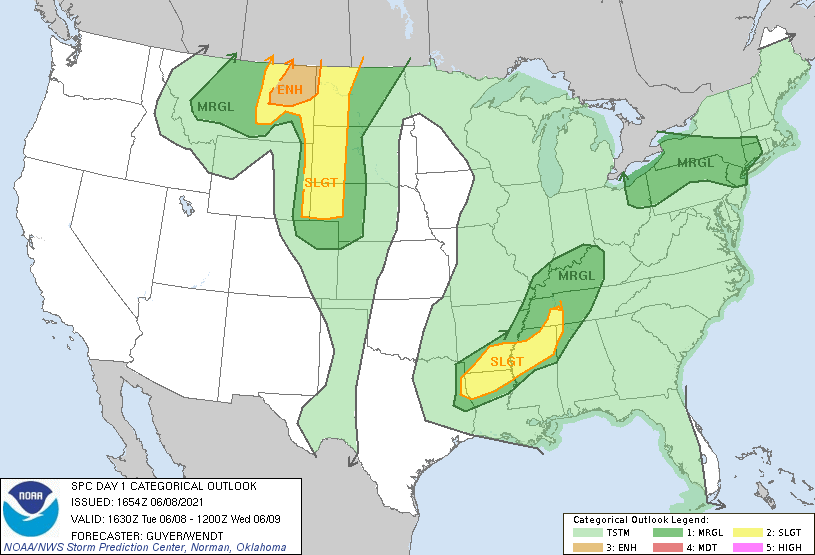 MRGL
ENH
SLGT
MRGL
MRGL
SLGT
NOAA
SPC DAY 1 CATEGORICAL OUTLOOK
ISSUED: 1654Z 06/08/2021
VALID: 1630Z Tue 06/08 - 1200Z Wed 06/09
FORECASTER: GUYER/WENDT
NOAA/NWS Storm Prediction Center, Norman, Oklahoma
Categorical Outlook Legend:
TSTM 1: MRGL 2: SLGT
3: ENH 4: MDT 5: HIGH